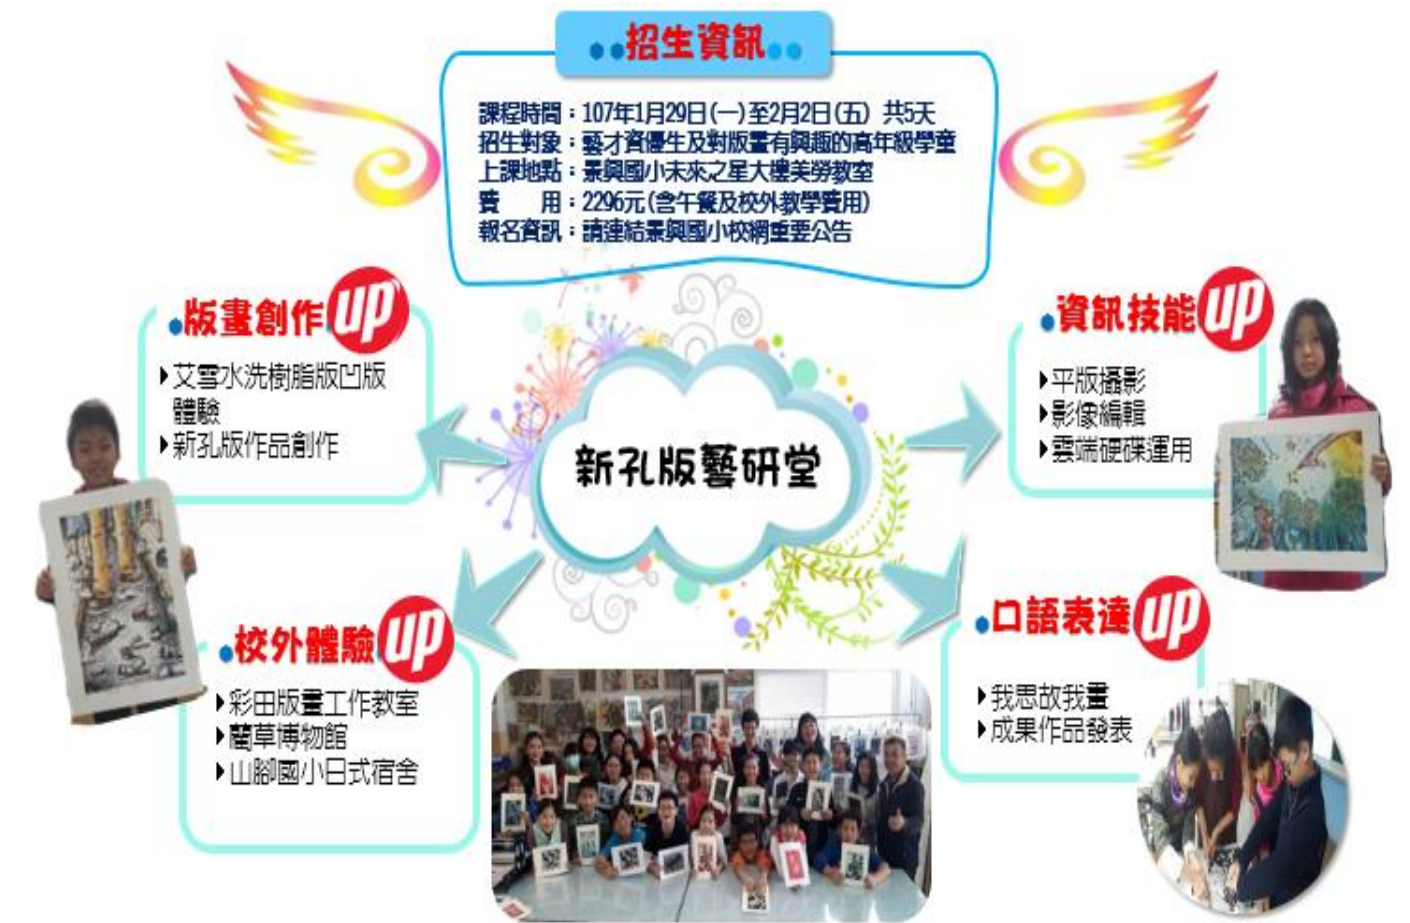 招生資訊
課程時間：107年1月29日(一)至2月2日(五) 共5天
招生對象：藝才資優生及對版畫有興趣的高年級學童
上課地點：景興國小未來之星大樓美勞教室
費　　用：2296元(含午餐及校外教學費用)
報名資訊：請連結景興國小校網重要公告
版畫創作UP
艾雪水洗樹脂版凹版
體驗
新孔版作品創作
資訊技能UP
平版攝影
影像編輯
雲端硬碟運用
新孔版藝研堂
校外體驗UP
彩田版畫工作教室
藺草博物館
山腳國小日式宿舍
口語表達UP
我思故我畫
成果作品發表